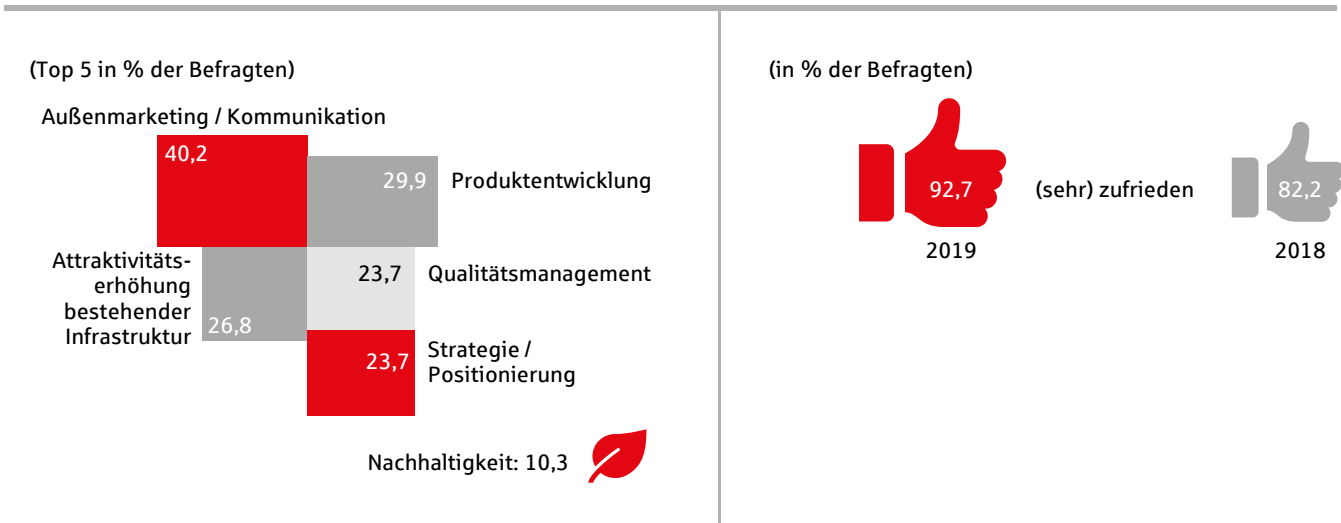 (Top 5 in % der Befragten)
Außenmarketing / Kommunikation
40,2
29,9
Produktentwicklung
Attraktivitäts-
erhöhung
bestehender
Infrastruktur
26,8
23,7
Qualitätsmanagement
23,7
Strategie /
Positionierung
Nachhaltigkeit: 10,3
(in % der Befragten)
92,7
(sehr) zufrieden
82,2
2019
2018